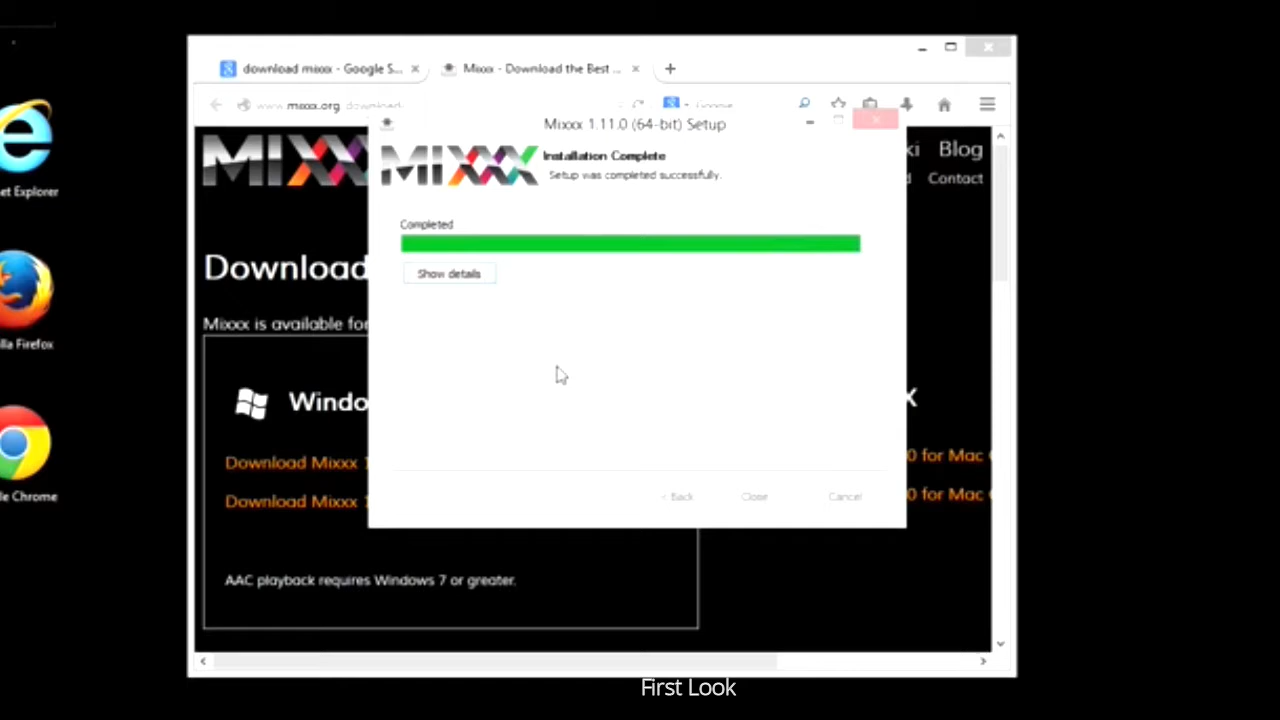 download mixxx - Google S...
Mixxx - Download the Best ...
www.mixxx.org download
Google
Mixxx 1.11.0 (64-bit) Setup
MIXX
MIXXX
Installation Complete
Setup was completed successfully.
ki
Blog
d
Contact
Completed
Show details
Download
Mixxx is available for
Windo
X
Download Mixxx 1
0 for Mac
Download Mixxx 1
0 for Mac
< Back
Close
Cancel
AAC playback requires Windows 7 or greater.
et Explorer
lla Firefox
le Chrome
First Look